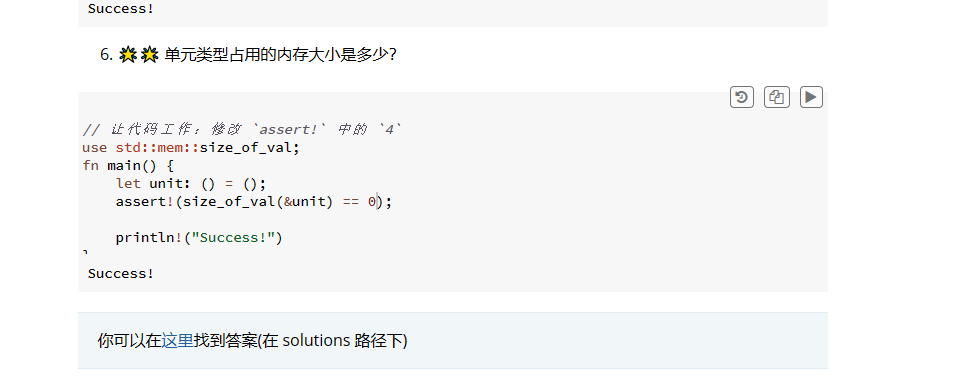 Success!
6. 🌟🌟 单元类型占用的内存大小是多少？
// 让代码工作：修改 `assert!` 中的 `4`
use std::mem::size_of_val;
fn main() {
    let unit: () = ();
    assert!(size_of_val(&unit) == 0);
    println!("Success!")
}
Success!
你可以在这里找到答案(在 solutions 路径下)